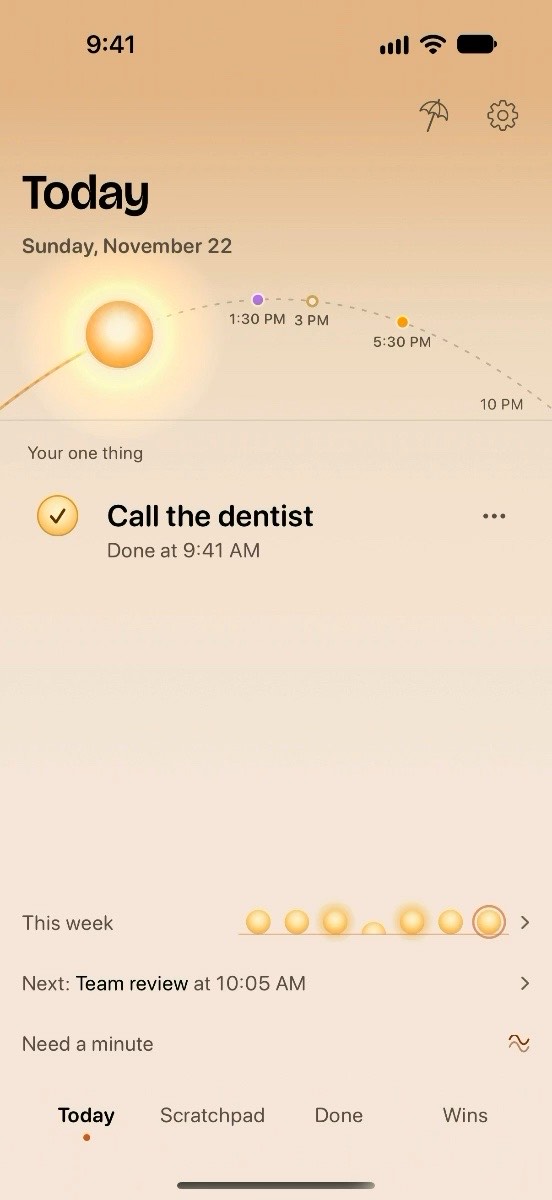 9:41
Today
Sunday, November 22
1:30 PM
3 PM
5:30 PM
10 PM
Your one thing
Call the dentist
Done at 9:41 AM
This week
Next: Team review at 10:05 AM
Need a minute
Today
Scratchpad
Done
Wins